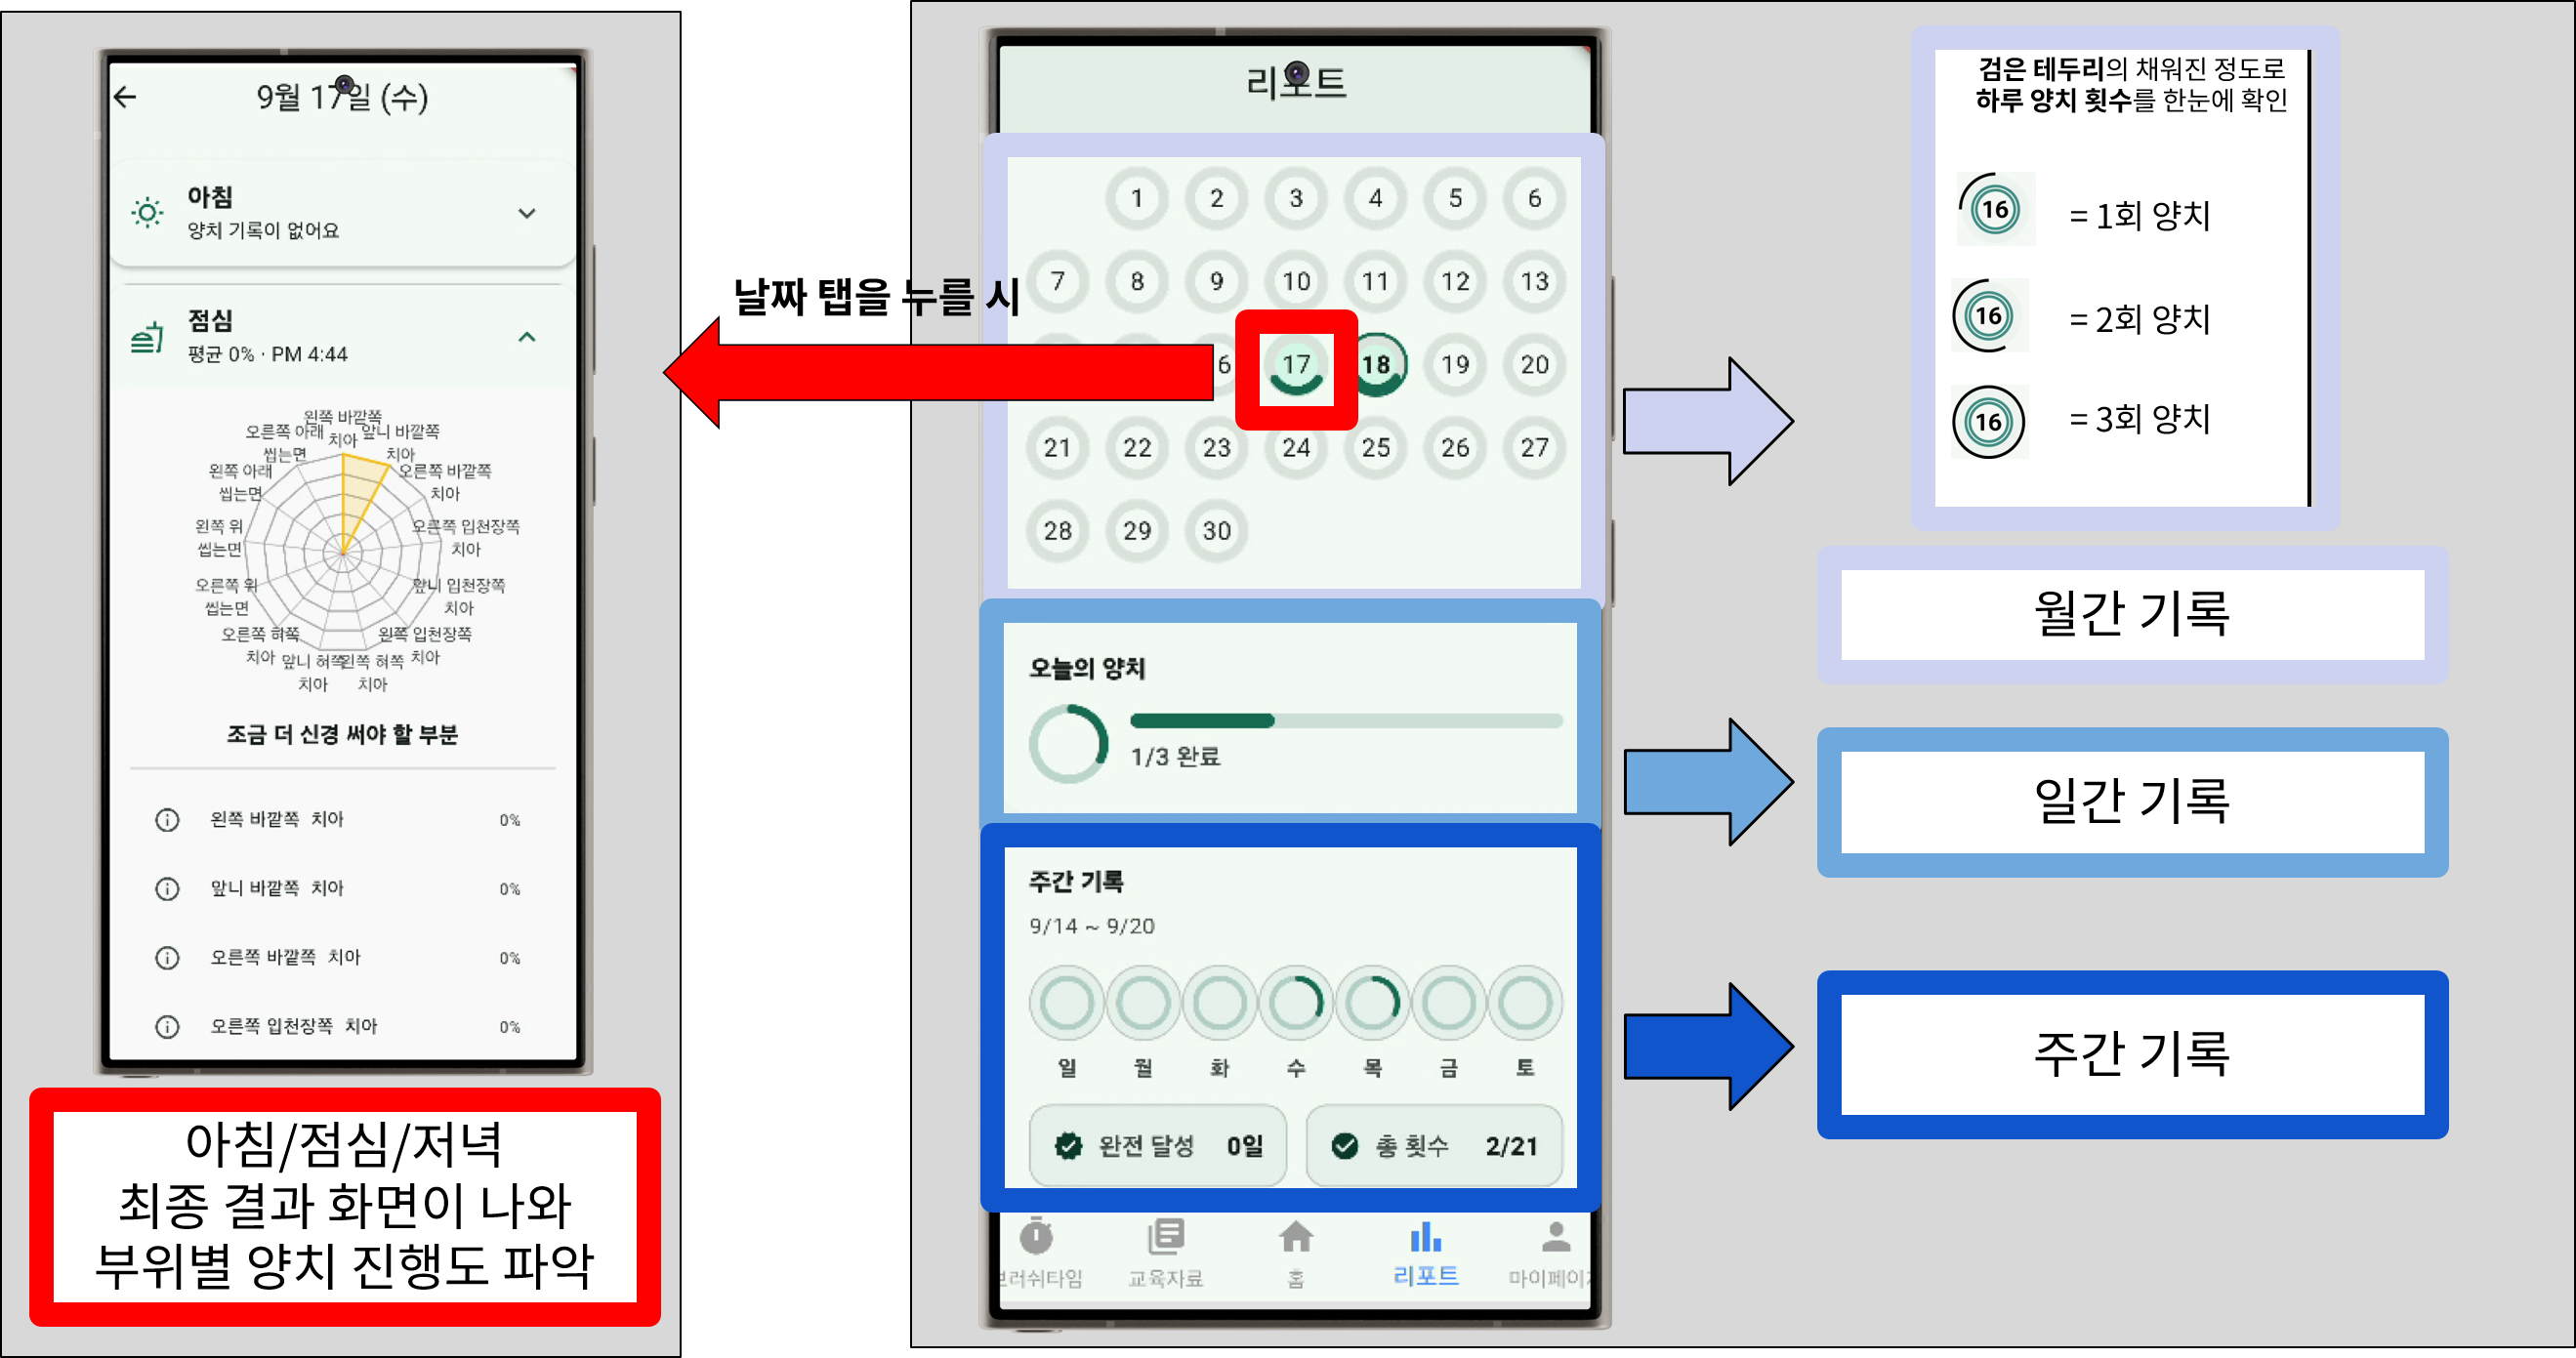 9월 17일 (수)
아침
양치 기록이 없어요
점심
평균 0% · PM 4:44
왼쪽 바깥쪽
치아
앞니 바깥쪽
치아
오른쪽 바깥쪽
치아
오른쪽 입천장쪽
치아
앞니 입천장쪽
치아
왼쪽 입천장쪽
치아
왼쪽 혀쪽
치아
앞니 혀쪽
치아
오른쪽 혀쪽
치아
오른쪽 위
씹는면
왼쪽 위
씹는면
왼쪽 아래
씹는면
오른쪽 아래
씹는면
조금 더 신경 써야 할 부분
왼쪽 바깥쪽 치아 0%
앞니 바깥쪽 치아 0%
오른쪽 바깥쪽 치아 0%
오른쪽 입천장쪽 치아 0%
아침/점심/저녁
최종 결과 화면이 나와
부위별 양치 진행도 파악
날짜 탭을 누를 시
리포트
1 2 3 4 5 6
7 8 9 10 11 12 13
6 17 18 19 20
21 22 23 24 25 26 27
28 29 30
오늘의 양치
1/3 완료
주간 기록
9/14 ~ 9/20
일 월 화 수 목 금 토
완전 달성 0일 총 횟수 2/21
브러쉬타임 교육자료 홈 리포트 마이페이지
검은 테두리의 채워진 정도로
하루 양치 횟수를 한눈에 확인
16 = 1회 양치
16 = 2회 양치
16 = 3회 양치
월간 기록
일간 기록
주간 기록